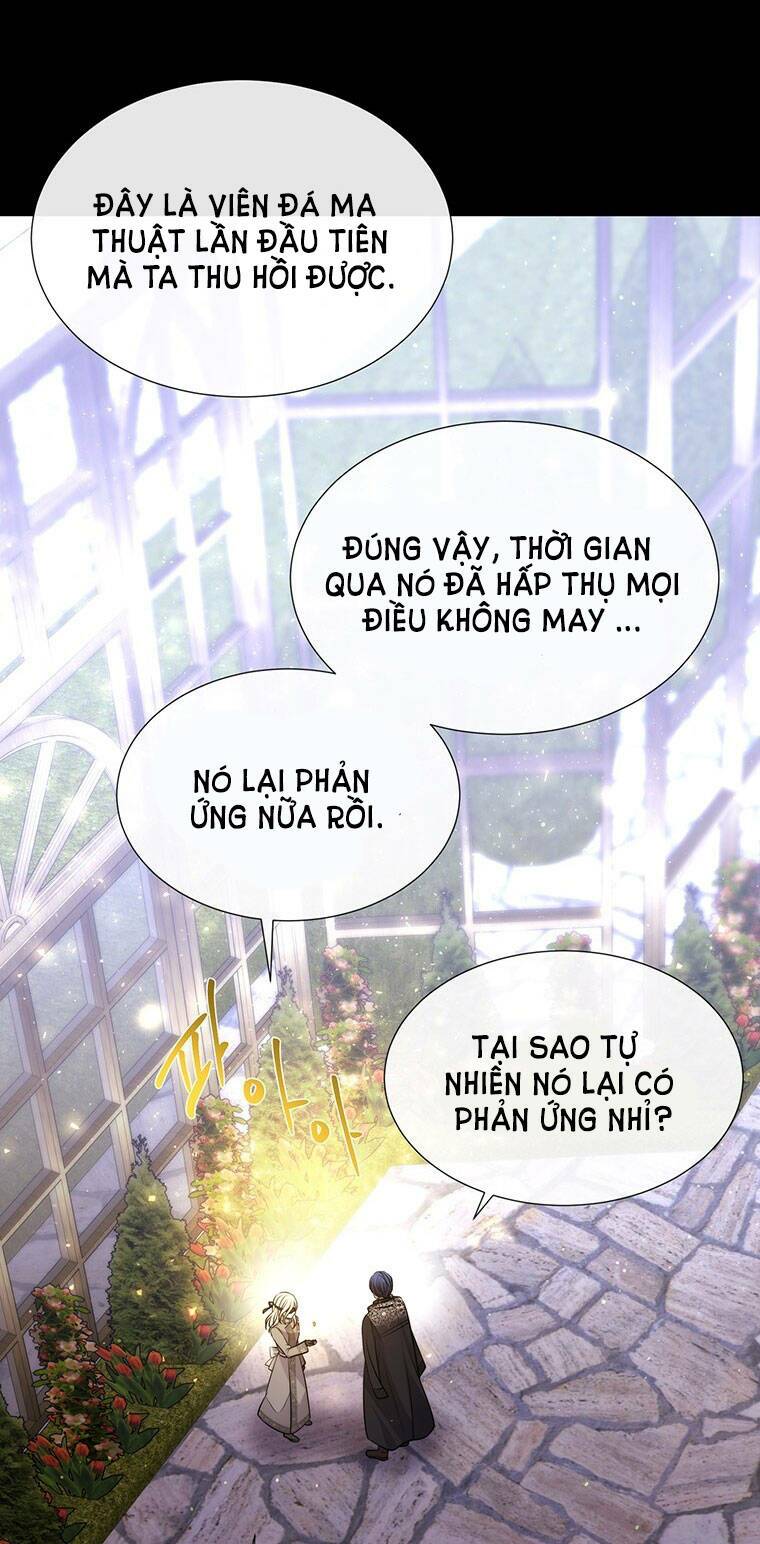 ĐÂY LÀ VIÊN ĐÁ MA
THUẬT LẦN ĐẦU TIÊN
MÀ TA THU HỒI ĐƯỢC.
ĐÚNG VẬY, THỜI GIAN
QUA NÓ ĐÃ HẤP THỤ MỌI
ĐIỀU KHÔNG MAY ...
NÓ LẠI PHẢN
ỨNG NỮA RỒI.
TẠI SAO TỰ
NHIÊN NÓ LẠI CÓ
PHẢN ỨNG NHỈ?
파아아